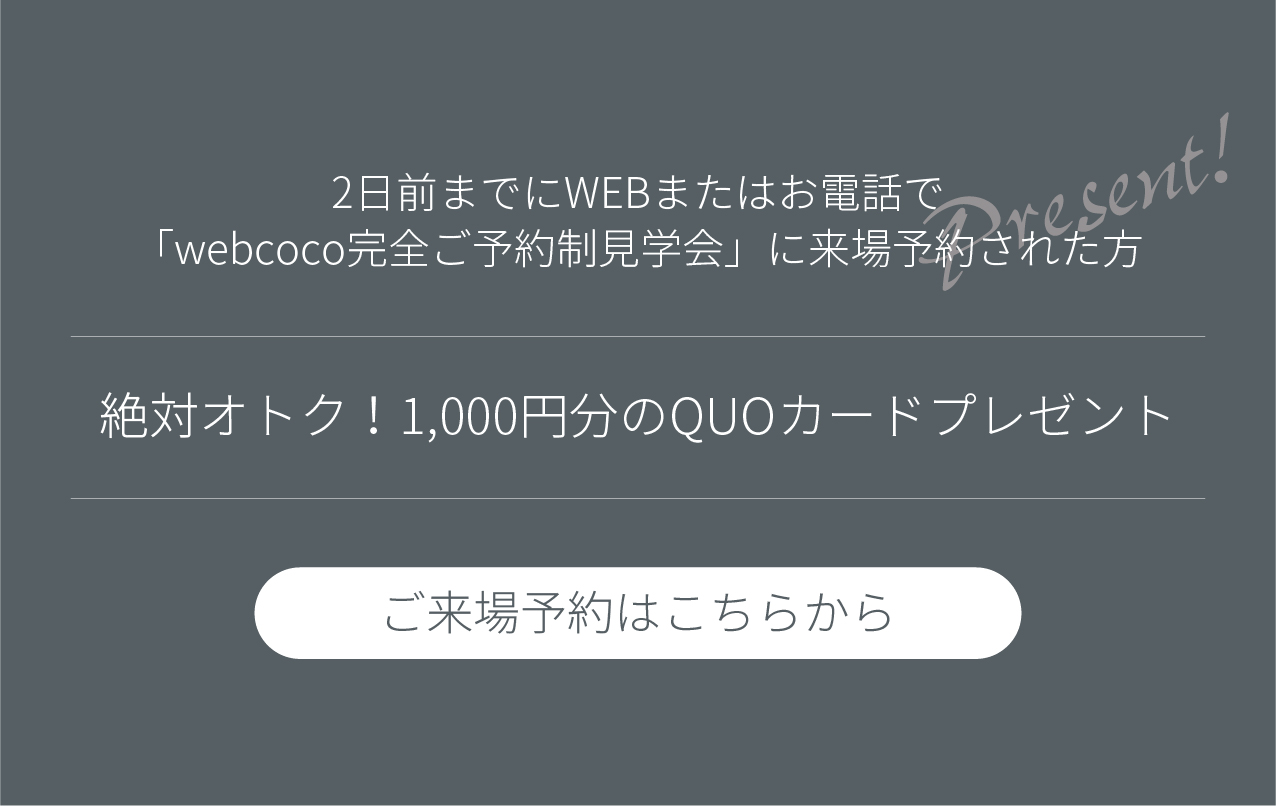 Present!
2日前までにWEBまたはお電話で
「webcoco完全ご予約制見学会」に来場予約された方
絶対オトク！1,000円分のQUOカードプレゼント
ご来場予約はこちらから